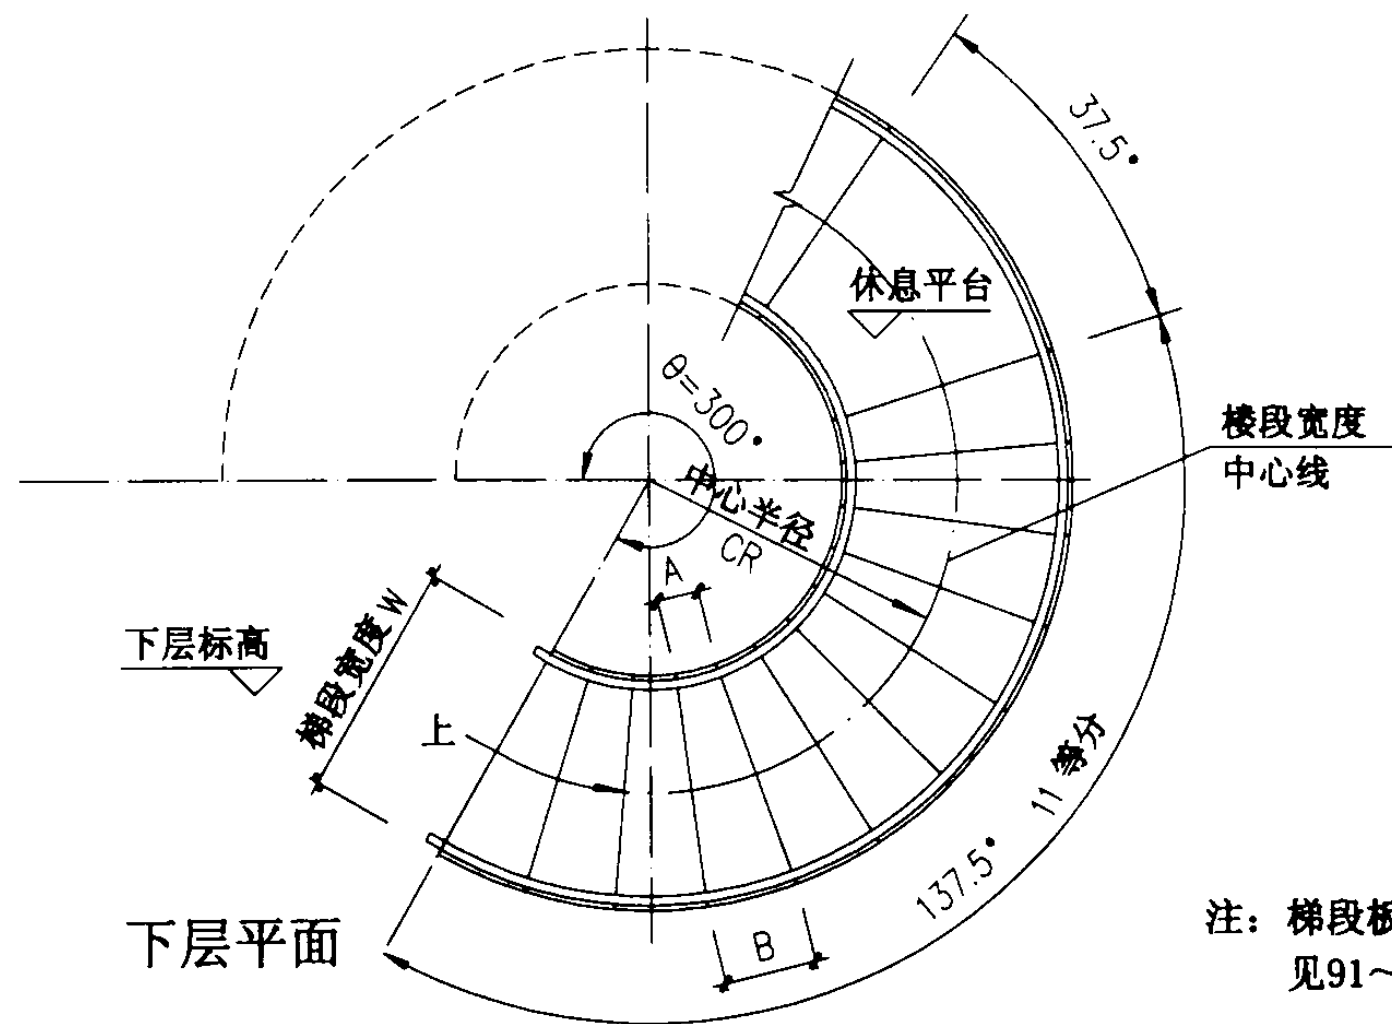 37.5°
休息平台
θ=300°
楼段宽度
中心线
中心半径
CR
A
下层标高
梯段宽度W
上
11等分
137.5°
B
下层平面
注：梯段板
见91~